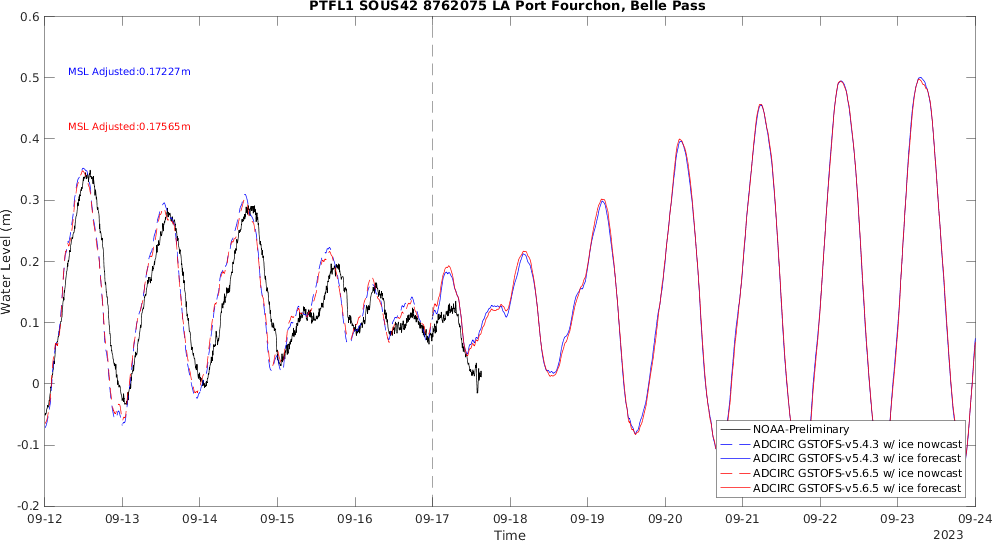 PTFL1 SOUS42 8762075 LA Port Fourchon, Belle Pass
0.6
0.5
0.4
0.3
0.2
0.1
0
-0.1
-0.2
Water Level (m)
MSL Adjusted:0.17227m
MSL Adjusted:0.17565m
NOAA-Preliminary
ADCIRC GSTOFS-v5.4.3 w/ ice nowcast
ADCIRC GSTOFS-v5.4.3 w/ ice forecast
ADCIRC GSTOFS-v5.6.5 w/ ice nowcast
ADCIRC GSTOFS-v5.6.5 w/ ice forecast
09-12 09-13 09-14 09-15 09-16 09-17 09-18 09-19 09-20 09-21 09-22 09-23 09-24
Time
2023